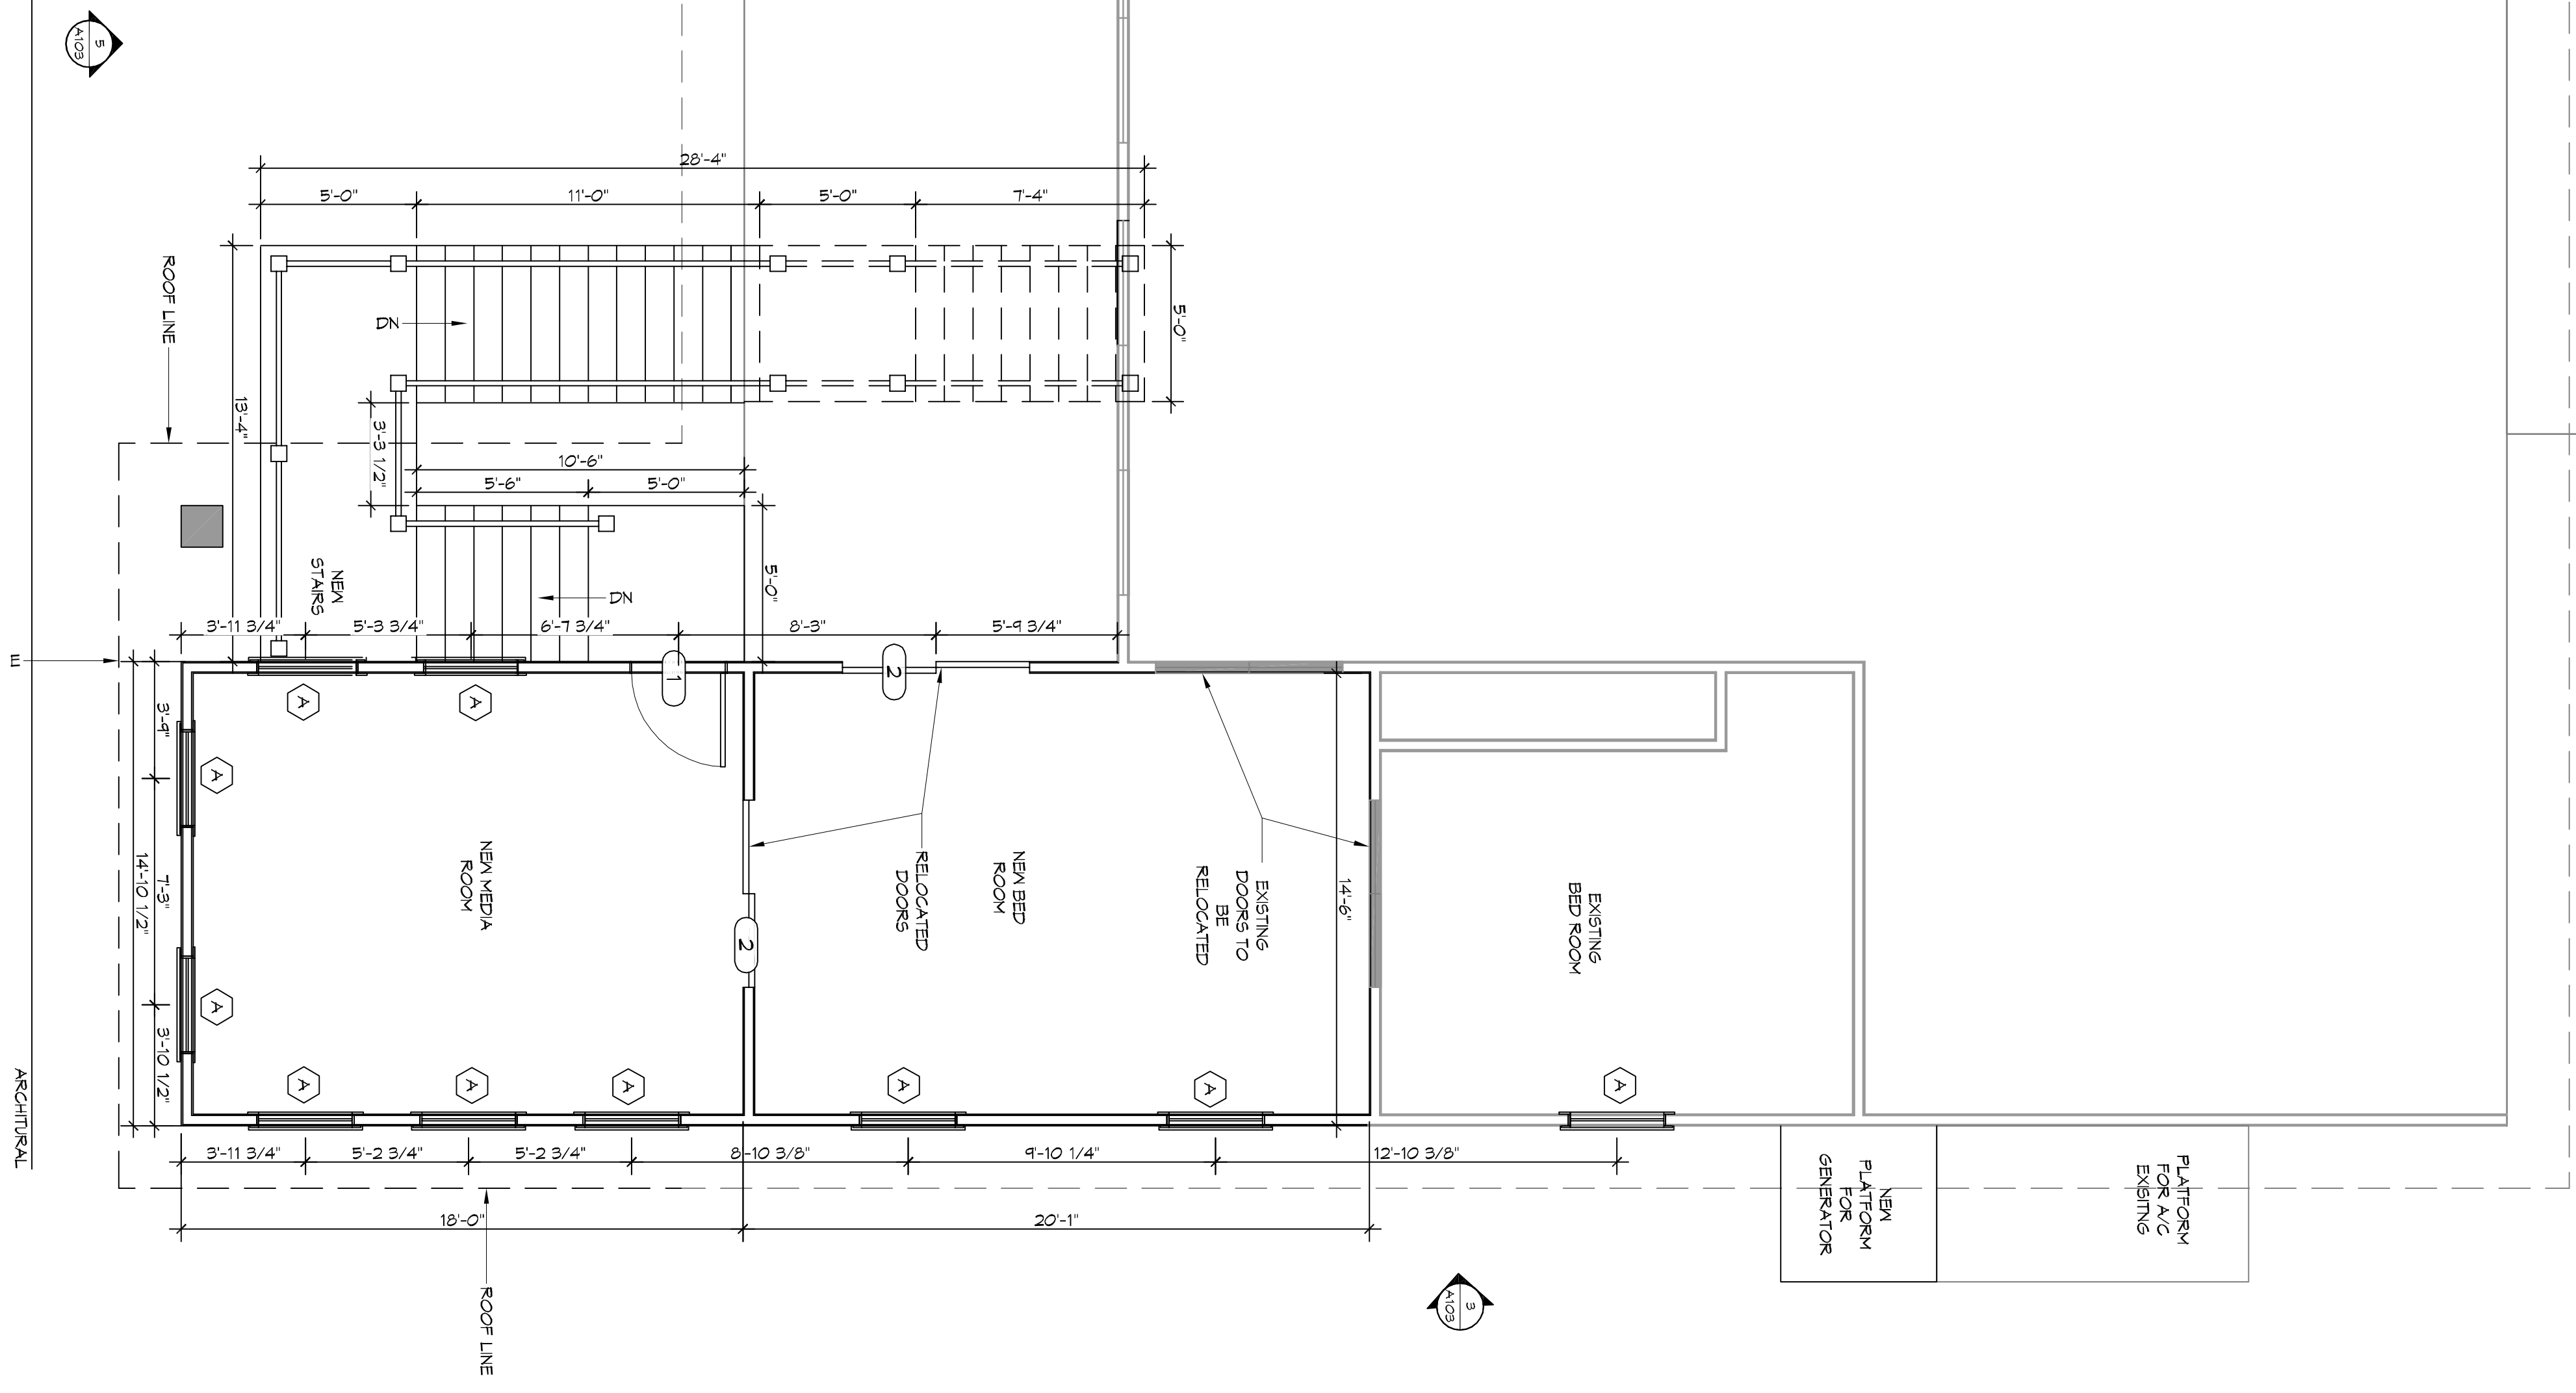 5
A103
28'-4"
5'-0"
11'-0"
5'-0"
7'-4"
ROOF LINE
DN
5'-0"
13'-4"
3'-3 1/2"
10'-6"
5'-6"
5'-0"
NEW
STAIRS
DN
5'-0"
3'-11 3/4"
5'-3 3/4"
6'-7 3/4"
8'-3"
5'-9 3/4"
E
1
2
A
A
3'-9"
A
NEW MEDIA
ROOM
RELOCATED
DOORS
NEW BED
ROOM
EXISTING
DOORS TO
BE
RELOCATED
14'-6"
EXISTING
BED ROOM
14'-10 1/2"
7'-3"
2
A
3'-10 1/2"
A
A
A
A
A
A
ARCHITURAL
3'-11 3/4"
5'-2 3/4"
5'-2 3/4"
8'-10 3/8"
9'-10 1/4"
12'-10 3/8"
NEW
PLATFORM
FOR
GENERATOR
PLATFORM
FOR A/C
EXISITNG
18'-0"
20'-1"
ROOF LINE
3
A103